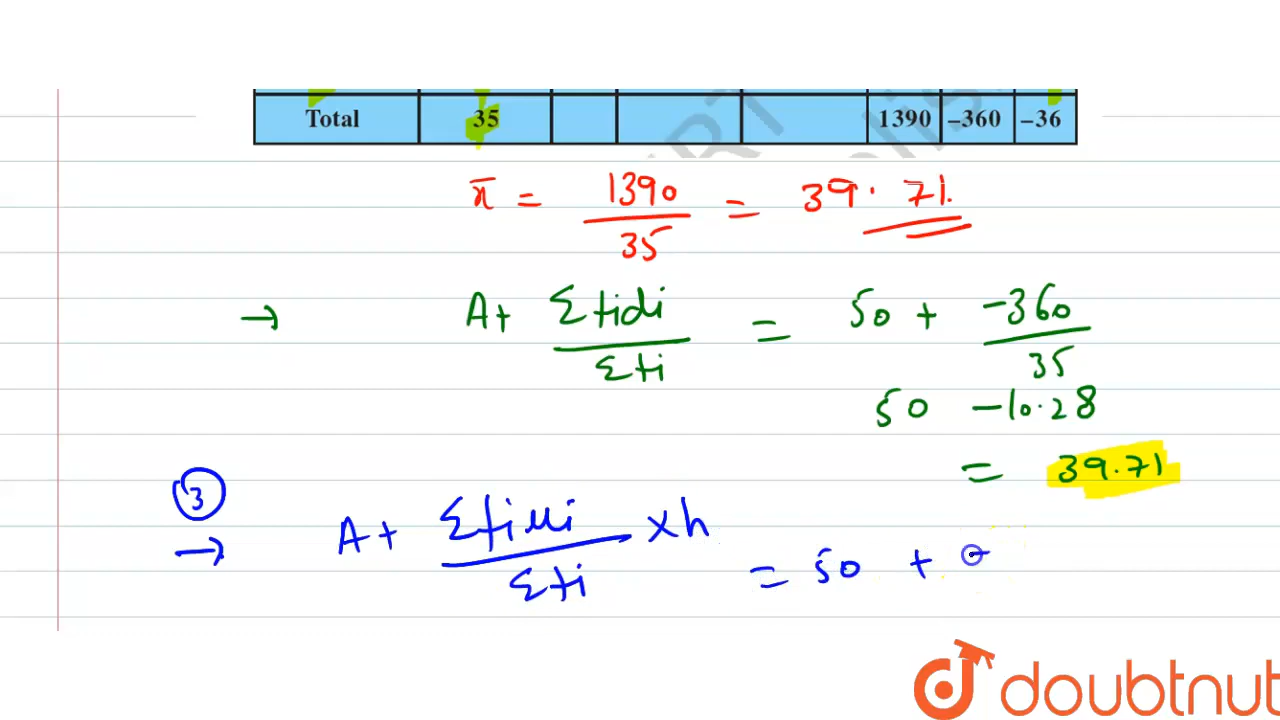 Total 35 1390 –360 –36
x̄ = 1390/35 = 39.71
→ A+ Σfidi/Σfi = 50 + -360/35
50 -10.28
= 39.71
③
→ A+ Σfiui/Σfi xh = 50 +
doubtnut